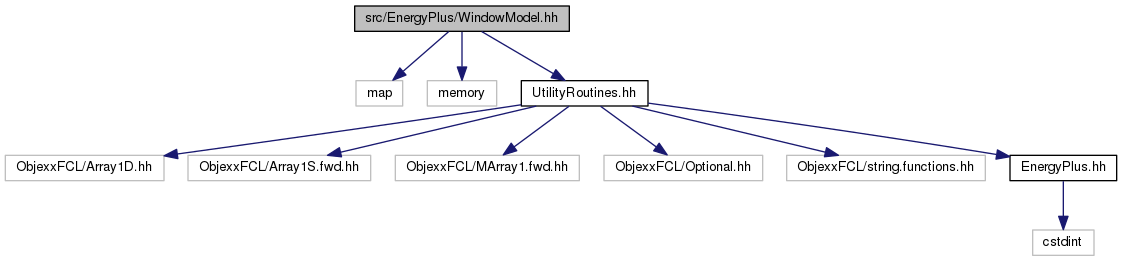 src/EnergyPlus/WindowModel.hh
map
memory
UtilityRoutines.hh
ObjexxFCL/Array1D.hh
ObjexxFCL/Array1S.fwd.hh
ObjexxFCL/MArray1.fwd.hh
ObjexxFCL/Optional.hh
ObjexxFCL/string.functions.hh
EnergyPlus.hh
cstdint